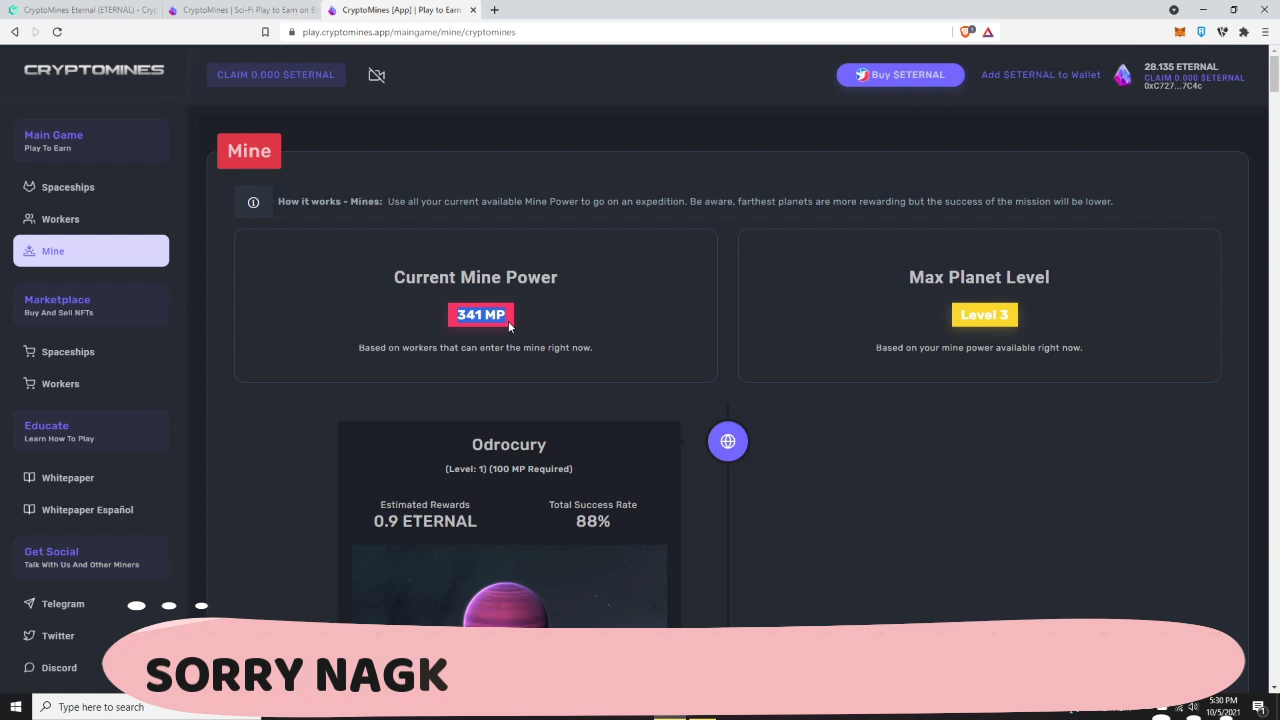 CryptoMines Eternal (ETERNAL) - Cryp
CryptoMines | Sci-Fi Play to Earn on B
CryptoMines [App] | Play to Earn
play.cryptomines.app/maingame/mine/cryptomines
CRYPTOMINES
CLAIM 0.000 $ETERNAL
Buy $ETERNAL
Add $ETERNAL to Wallet
28.135 ETERNAL
CLAIM 0.000 $ETERNAL
0xC727...7C4c
Main Game
Play To Earn
Spaceships
Workers
Mine
Marketplace
Buy And Sell NFTs
Spaceships
Workers
Educate
Learn How To Play
Whitepaper
Whitepaper Español
Get Social
Talk With Us And Other Miners
Telegram
Twitter
Discord
Mine
How it works - Mines: Use all your current available Mine Power to go on an expedition. Be aware, farthest planets are more rewarding but the success of the mission will be lower.
Current Mine Power
341 MP
Based on workers that can enter the mine right now.
Max Planet Level
Level 3
Based on your mine power available right now.
Odrocury
(Level: 1) (100 MP Required)
Estimated Rewards
0.9 ETERNAL
Total Success Rate
88%
SORRY NAGK
Type here to search
5:30 PM
10/5/2021